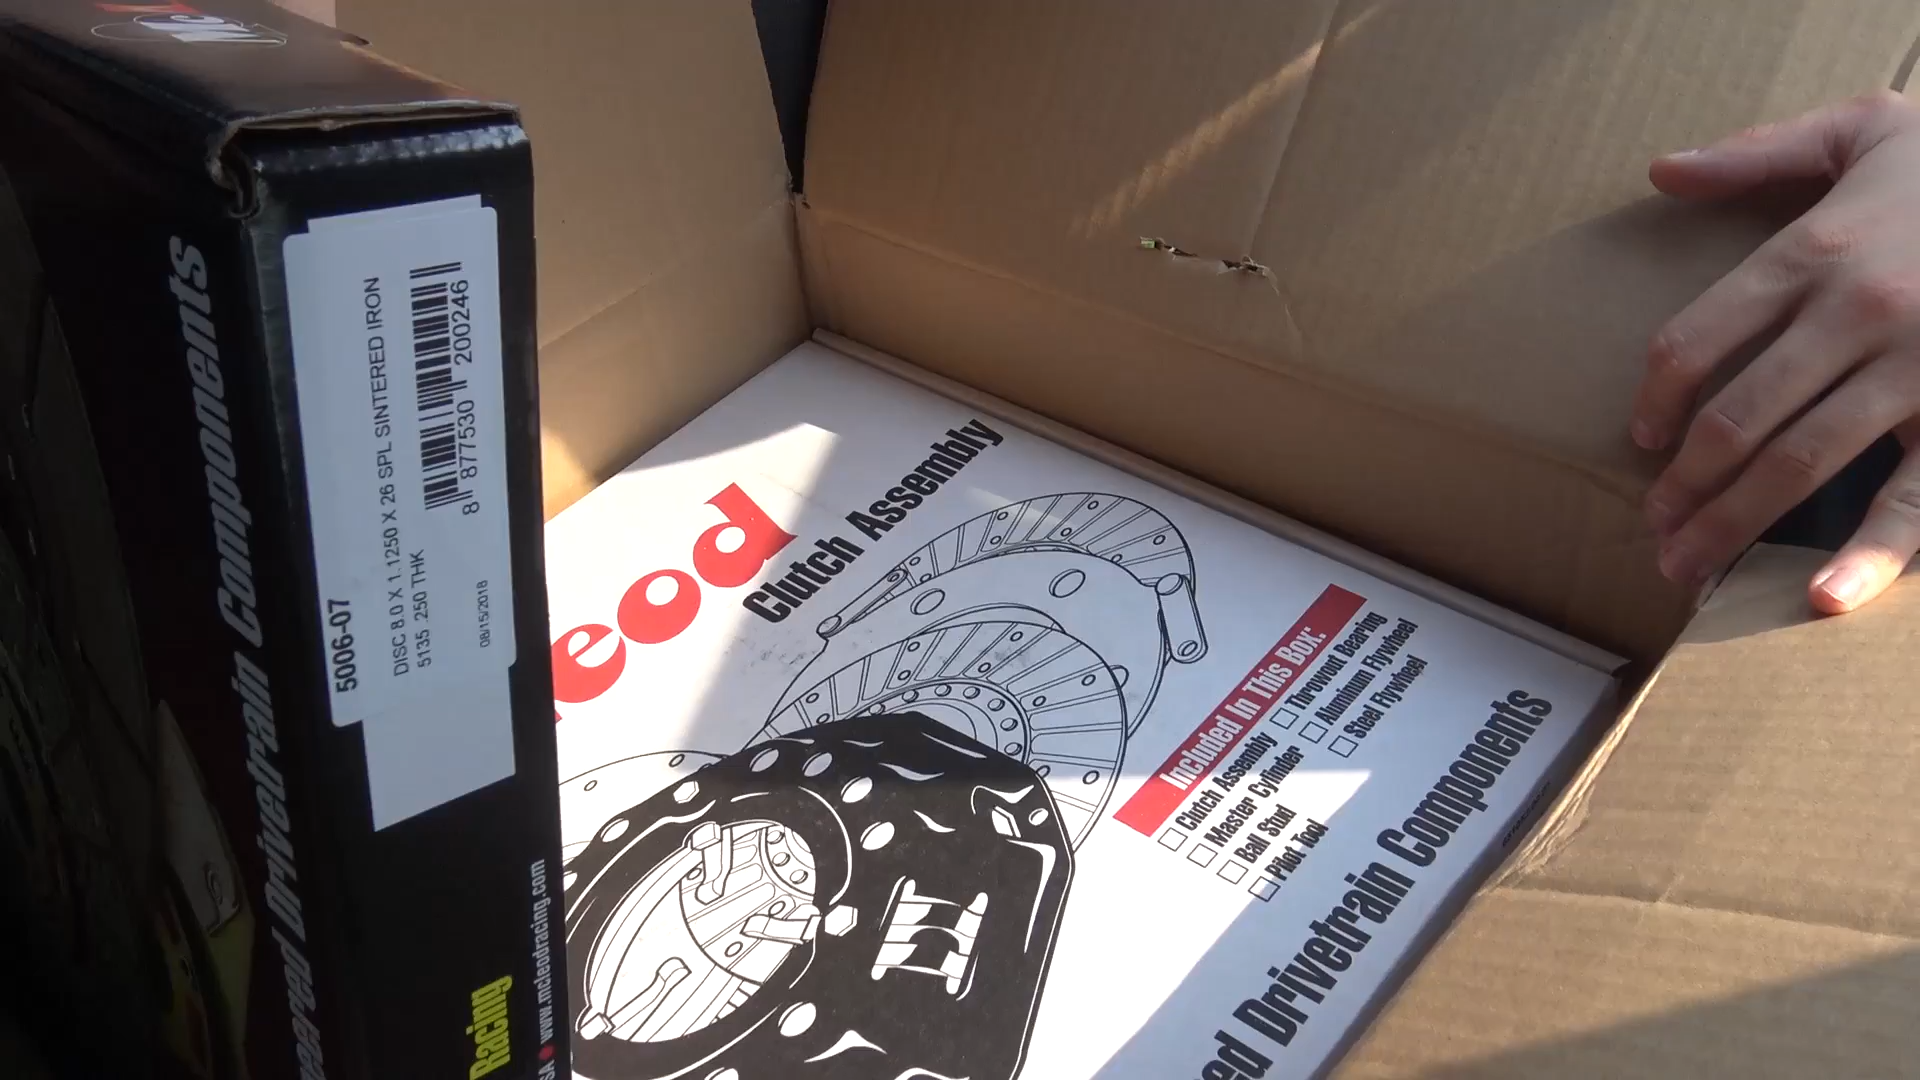 McL
Components
Drivetrain
5006-07
DISC 8.0 X 1.1250 X 26 SPL SINTERED IRON
5135 .250 THK
08/15/2018
8 877530 200246
Racing
www.mcleodracing.com
eod
Clutch Assembly
Included In This Box:
Clutch Assembly
Master Cylinder
Ball Stud
Pilot Tool
Throwout Bearing
Aluminum Flywheel
Steel Flywheel
ed Drivetrain Components